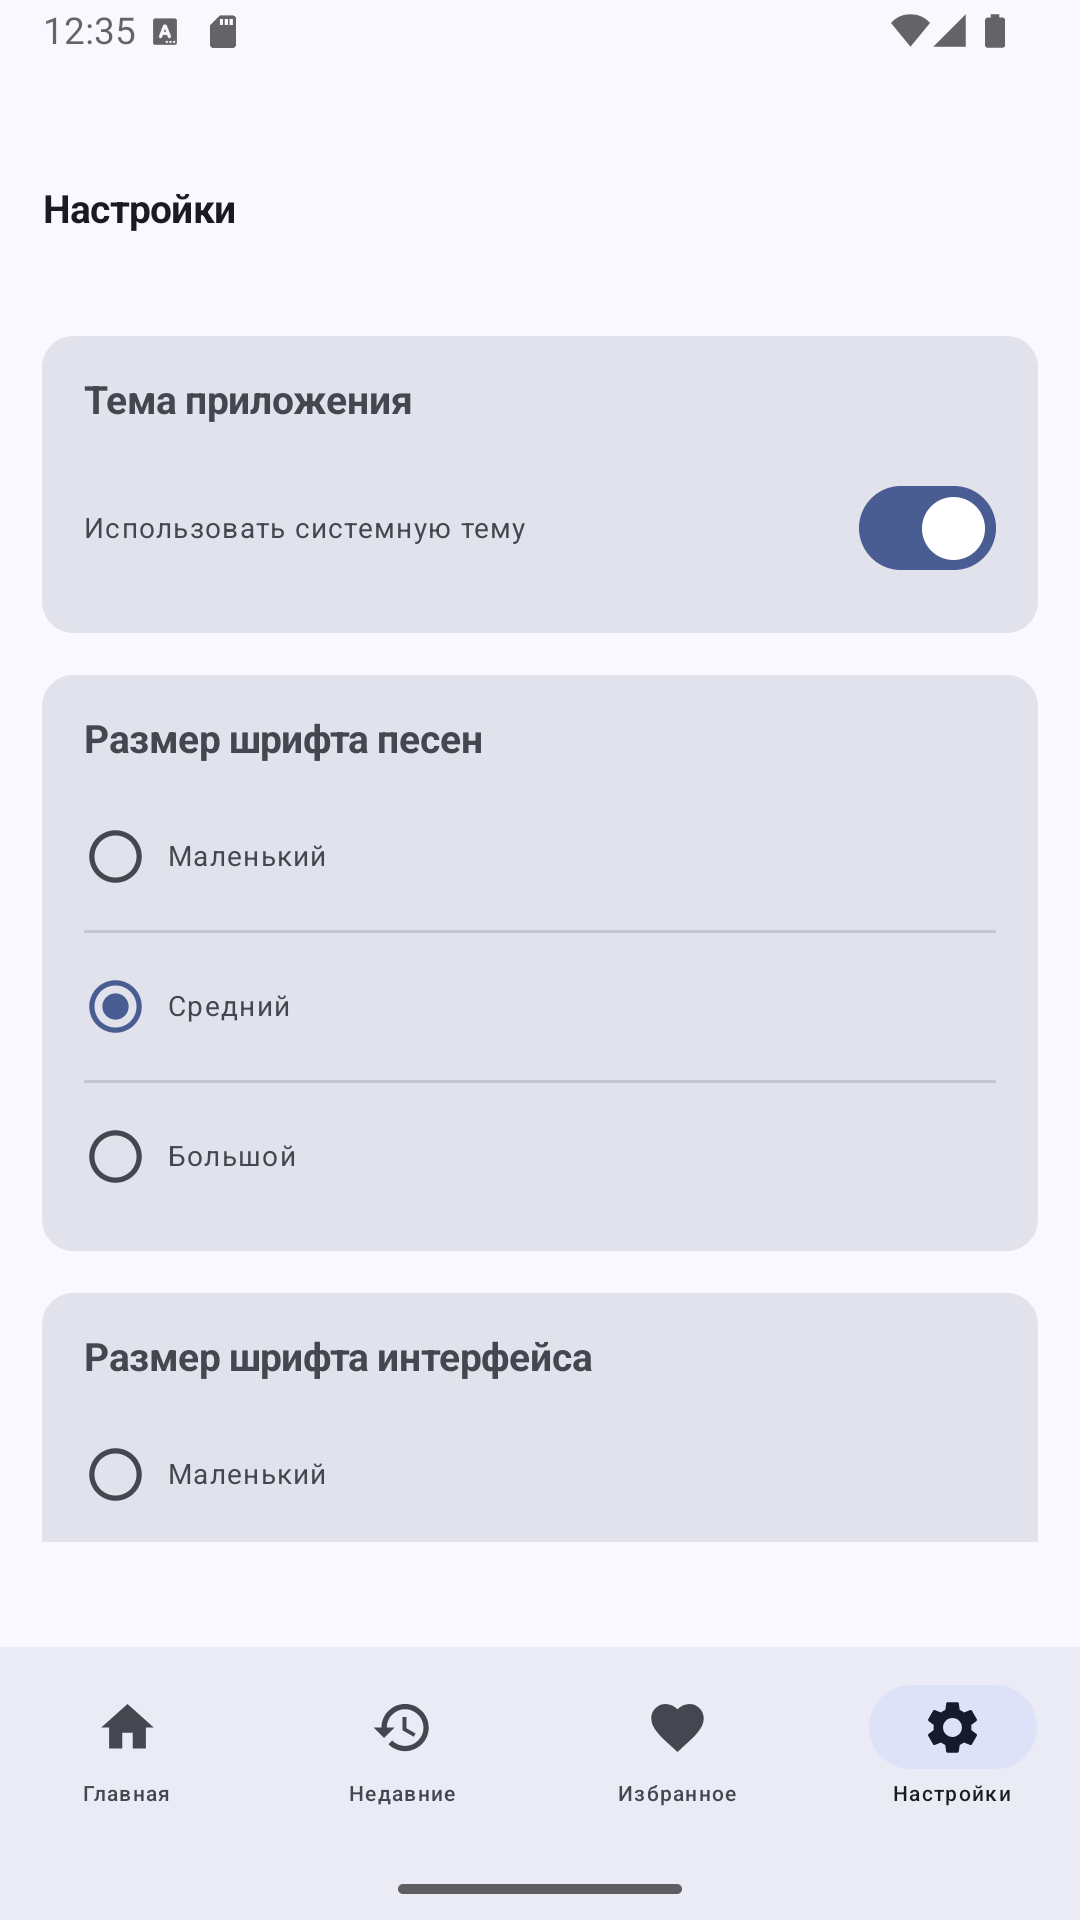 12:35
Настройки
Тема приложения
Использовать системную тему
Размер шрифта песен
Маленький
Средний
Большой
Размер шрифта интерфейса
Маленький
Главная
Недавние
Избранное
Настройки